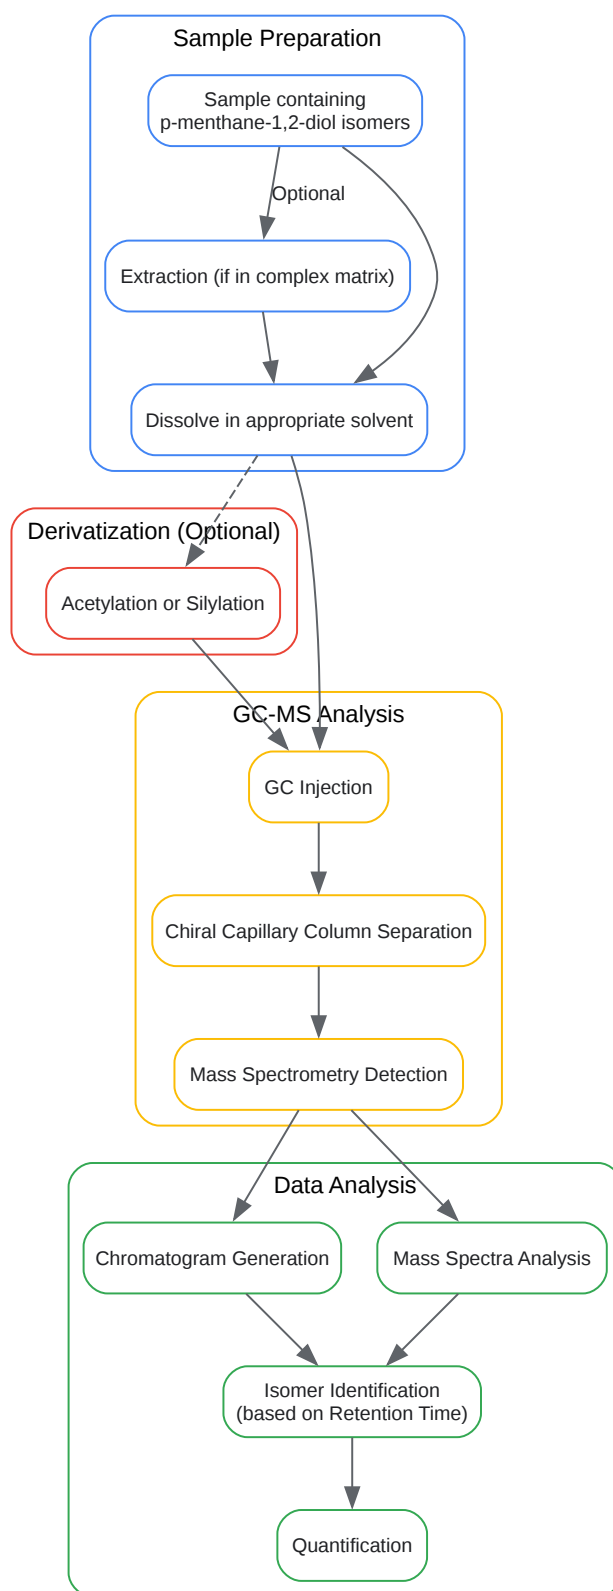 Sample Preparation
Sample containing
p-menthane-1,2-diol isomers
Optional
Extraction (if in complex matrix)
Dissolve in appropriate solvent
Derivatization (Optional)
Acetylation or Silylation
GC-MS Analysis
GC Injection
Chiral Capillary Column Separation
Mass Spectrometry Detection
Data Analysis
Chromatogram Generation
Mass Spectra Analysis
Isomer Identification
(based on Retention Time)
Quantification